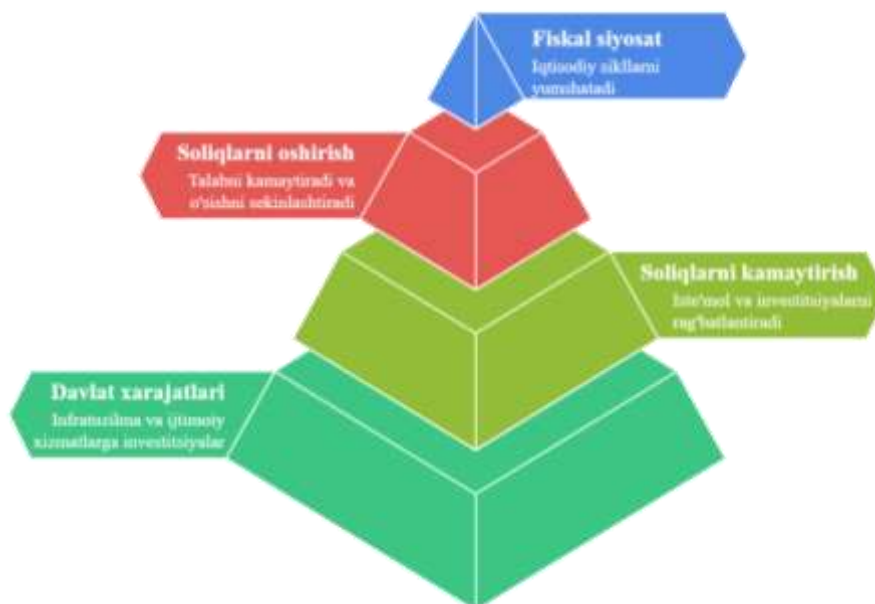 Fiskal siyosat
Iqtisodiy sikllarni
yumshatadi
Soliqlarni oshirish
Talabni kamaytiradi va
o'sishni sekinlashtiradi
Soliqlarni kamaytirish
Iste'mol va investitsiyalarni
rag'batlantiradi
Davlat xarajatlari
Infratuzilma va ijtimoiy
xizmatlarga investitsiyalar